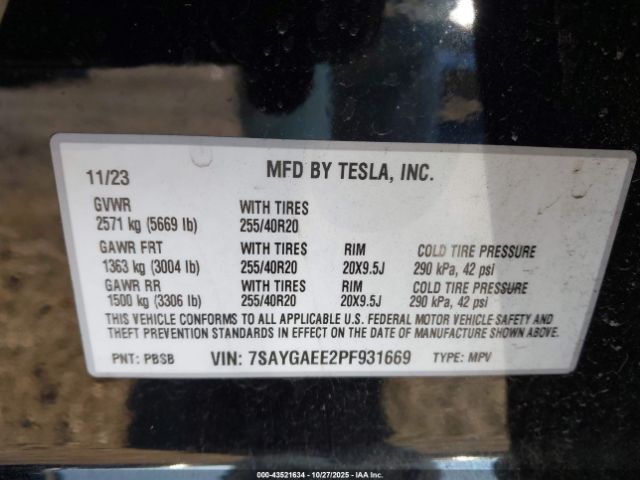 11/23 MFD BY TESLA, INC.
GVWR WITH TIRES
2571 kg (5669 lb) 255/40R20
GAWR FRT WITH TIRES RIM COLD TIRE PRESSURE
1363 kg (3004 lb) 255/40R20 20X9.5J 290 kPa, 42 psi
GAWR RR WITH TIRES RIM COLD TIRE PRESSURE
1500 kg (3306 lb) 255/40R20 20X9.5J 290 kPa, 42 psi
THIS VEHICLE CONFORMS TO ALL APPLICABLE U.S. FEDERAL MOTOR VEHICLE SAFETY AND
THEFT PREVENTION STANDARDS IN EFFECT ON THE DATE OF MANUFACTURE SHOWN ABOVE.
PNT: PBSB VIN: 7SAYGAEE2PF931669 TYPE: MPV
000-43521634 | 10/27/2025 | IAA Inc.